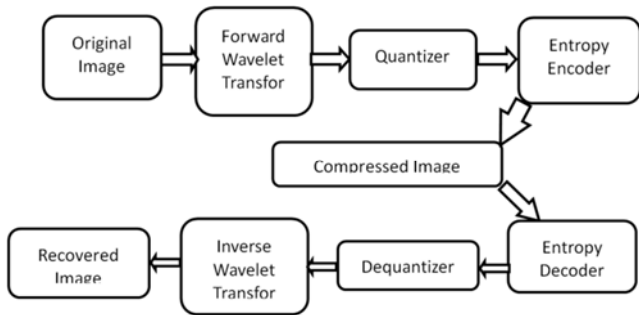 Original
Image
Forward
Wavelet
Transfor
Quantizer
Entropy
Encoder
Compressed Image
Entropy
Decoder
Dequantizer
Inverse
Wavelet
Transfor
Recovered
Image